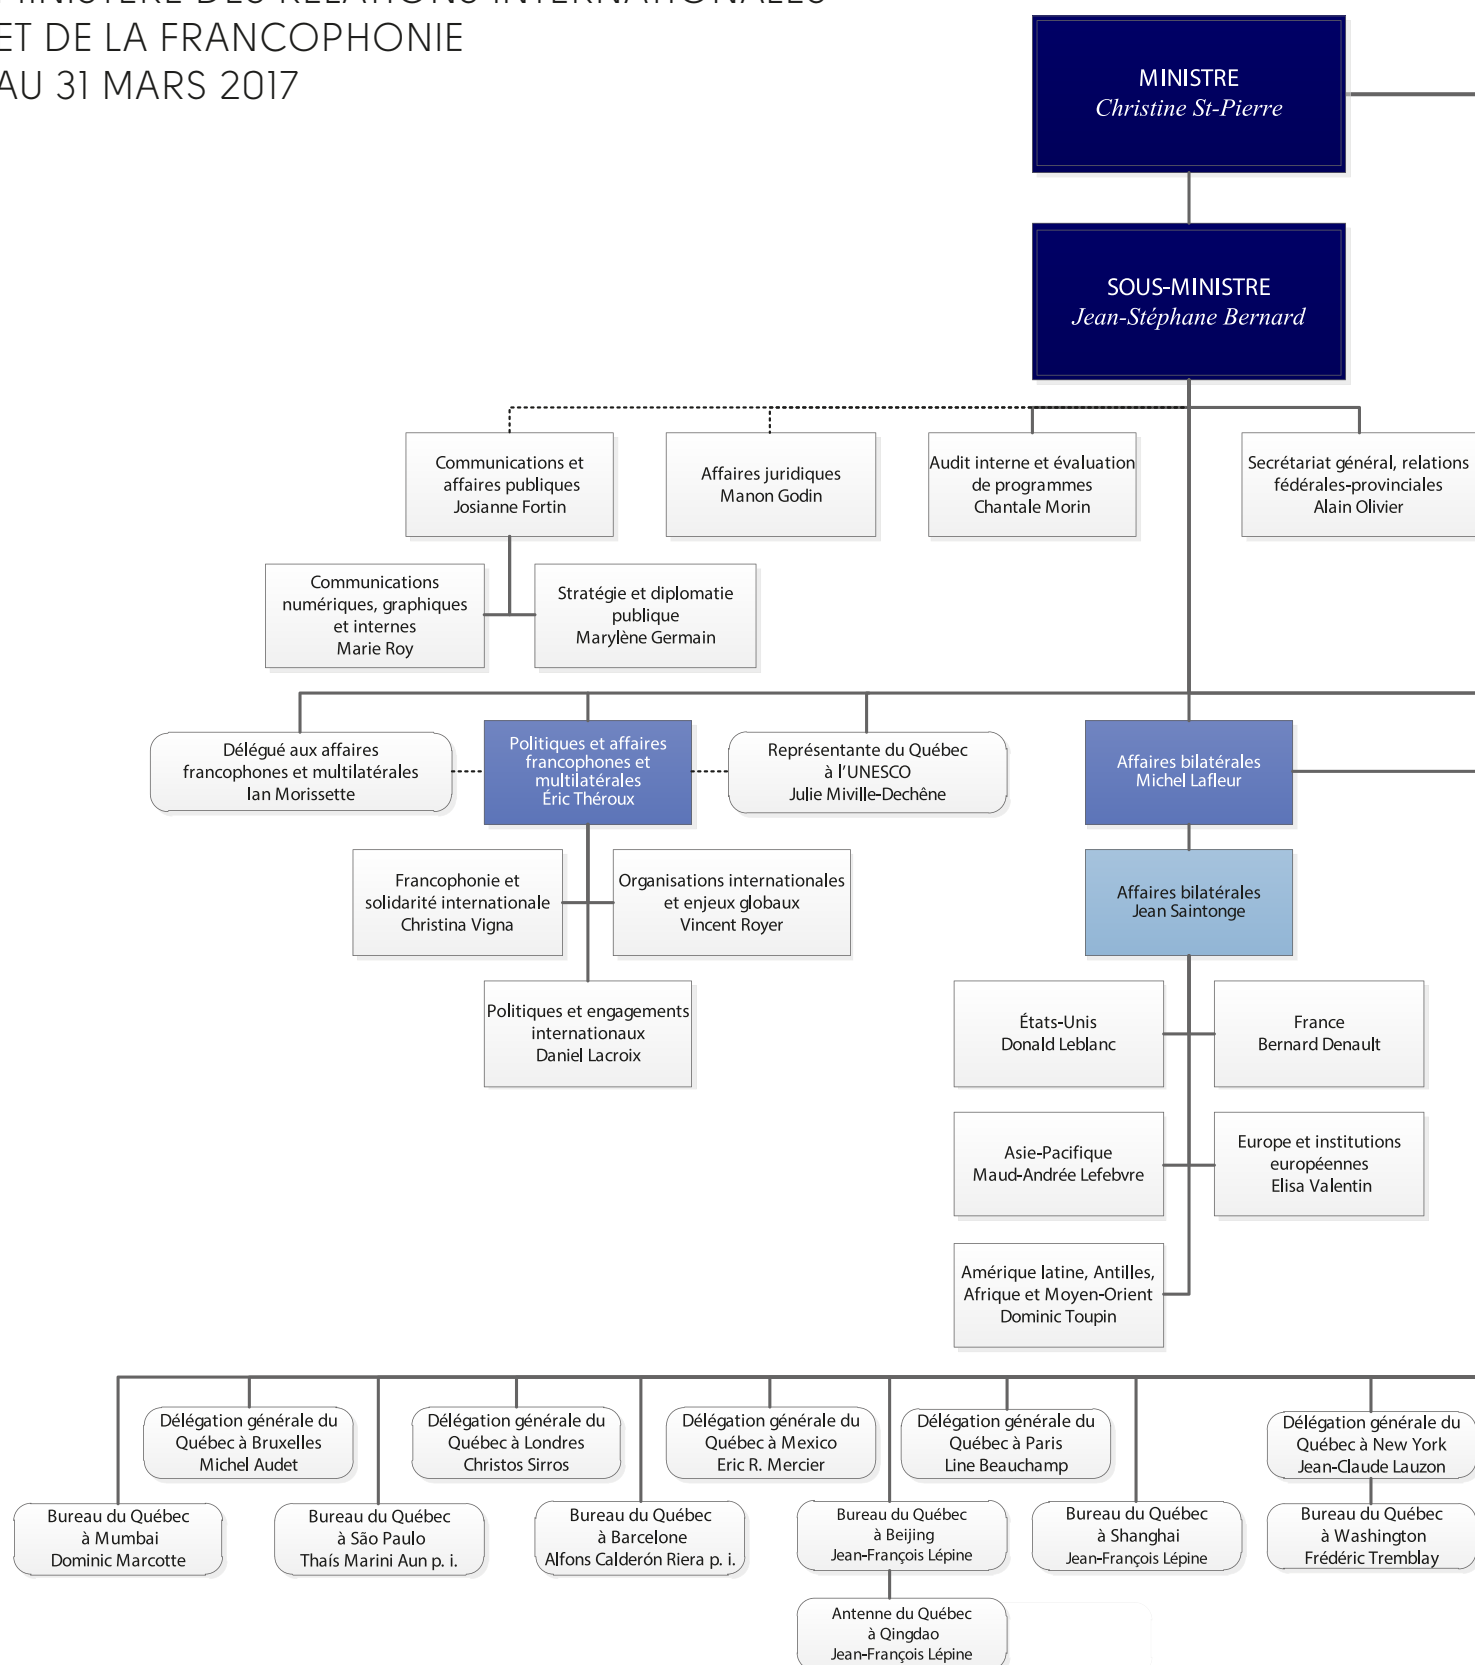 MINISTÈRE DES RELATIONS INTERNATIONALES
ET DE LA FRANCOPHONIE
AU 31 MARS 2017
MINISTRE
Christine St-Pierre
SOUS-MINISTRE
Jean-Stéphane Bernard
Communications et
affaires publiques
Josianne Fortin
Affaires juridiques
Manon Godin
Audit interne et évaluation
de programmes
Chantale Morin
Secrétariat général, relations
fédérales-provinciales
Alain Olivier
Communications
numériques, graphiques
et internes
Marie Roy
Stratégie et diplomatie
publique
Marylène Germain
Délégué aux affaires
francophones et multilatérales
Ian Morissette
Politiques et affaires
francophones et
multilatérales
Éric Théroux
Représentante du Québec
à l'UNESCO
Julie Miville-Dechêne
Affaires bilatérales
Michel Lafleur
Francophonie et
solidarité internationale
Christina Vigna
Organisations internationales
et enjeux globaux
Vincent Royer
Affaires bilatérales
Jean Saintonge
Politiques et engagements
internationaux
Daniel Lacroix
États-Unis
Donald Leblanc
France
Bernard Denault
Asie-Pacifique
Maud-Andrée Lefebvre
Europe et institutions
européennes
Elisa Valentin
Amérique latine, Antilles,
Afrique et Moyen-Orient
Dominic Toupin
Délégation générale du
Québec à Bruxelles
Michel Audet
Délégation générale du
Québec à Londres
Christos Sirros
Délégation générale du
Québec à Mexico
Eric R. Mercier
Délégation générale du
Québec à Paris
Line Beauchamp
Délégation générale du
Québec à New York
Jean-Claude Lauzon
Bureau du Québec
à Mumbai
Dominic Marcotte
Bureau du Québec
à São Paulo
Thaís Marini Aun p. i.
Bureau du Québec
à Barcelone
Alfons Calderón Riera p. i.
Bureau du Québec
à Beijing
Jean-François Lépine
Bureau du Québec
à Shanghai
Jean-François Lépine
Bureau du Québec
à Washington
Frédéric Tremblay
Antenne du Québec
à Qingdao
Jean-François Lépine